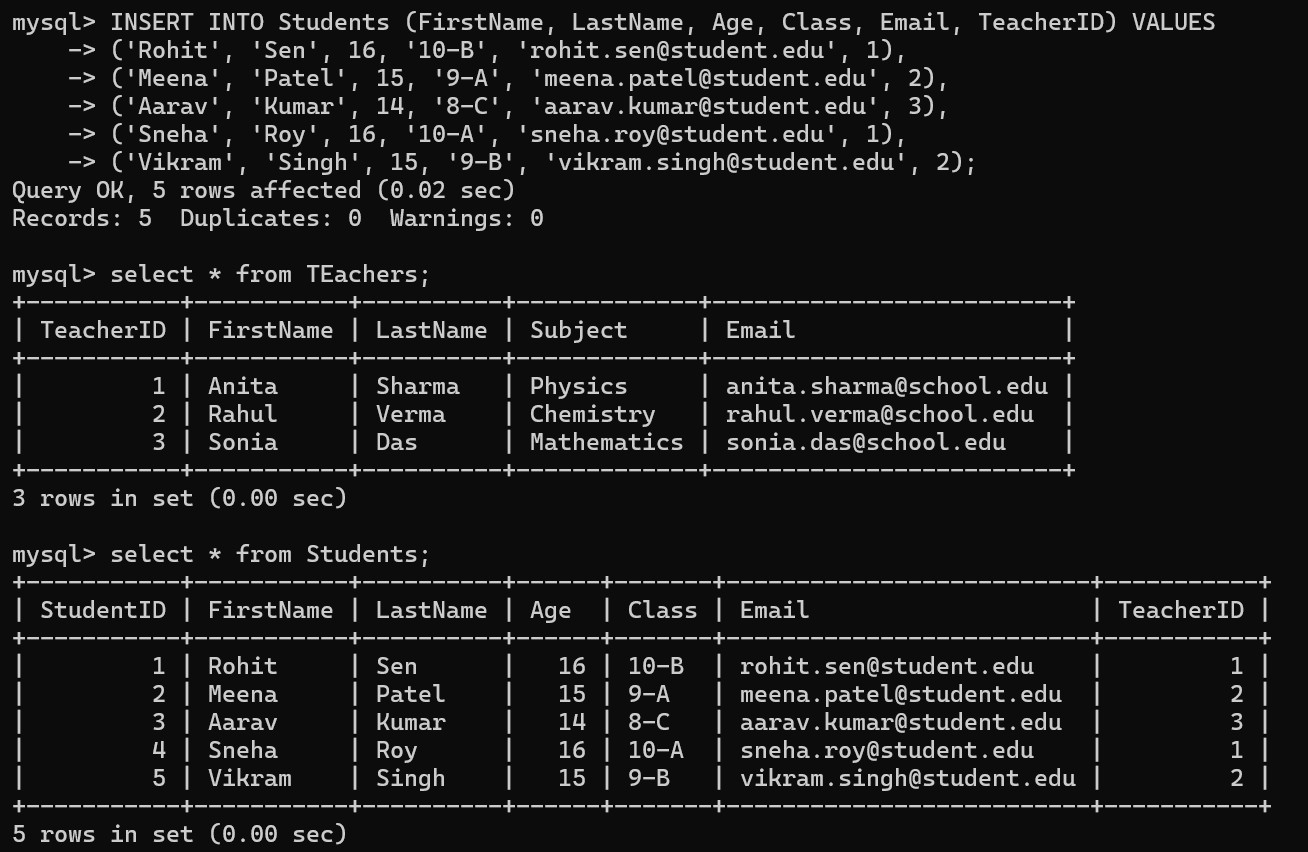 mysql> INSERT INTO Students (FirstName, LastName, Age, Class, Email, TeacherID) VALUES
    -> ('Rohit', 'Sen', 16, '10-B', 'rohit.sen@student.edu', 1),
    -> ('Meena', 'Patel', 15, '9-A', 'meena.patel@student.edu', 2),
    -> ('Aarav', 'Kumar', 14, '8-C', 'aarav.kumar@student.edu', 3),
    -> ('Sneha', 'Roy', 16, '10-A', 'sneha.roy@student.edu', 1),
    -> ('Vikram', 'Singh', 15, '9-B', 'vikram.singh@student.edu', 2);
Query OK, 5 rows affected (0.02 sec)
Records: 5  Duplicates: 0  Warnings: 0

mysql> select * from TEachers;
+-----------+-----------+----------+-------------+-------------------------+
| TeacherID | FirstName | LastName | Subject     | Email                   |
+-----------+-----------+----------+-------------+-------------------------+
|         1 | Anita     | Sharma   | Physics     | anita.sharma@school.edu |
|         2 | Rahul     | Verma    | Chemistry   | rahul.verma@school.edu  |
|         3 | Sonia     | Das      | Mathematics | sonia.das@school.edu    |
+-----------+-----------+----------+-------------+-------------------------+
3 rows in set (0.00 sec)

mysql> select * from Students;
+-----------+-----------+----------+------+-------+--------------------------+-----------+
| StudentID | FirstName | LastName | Age  | Class | Email                    | TeacherID |
+-----------+-----------+----------+------+-------+--------------------------+-----------+
|         1 | Rohit     | Sen      |   16 | 10-B  | rohit.sen@student.edu    |         1 |
|         2 | Meena     | Patel    |   15 | 9-A   | meena.patel@student.edu  |         2 |
|         3 | Aarav     | Kumar    |   14 | 8-C   | aarav.kumar@student.edu  |         3 |
|         4 | Sneha     | Roy      |   16 | 10-A  | sneha.roy@student.edu    |         1 |
|         5 | Vikram    | Singh    |   15 | 9-B   | vikram.singh@student.edu |         2 |
+-----------+-----------+----------+------+-------+--------------------------+-----------+
5 rows in set (0.00 sec)